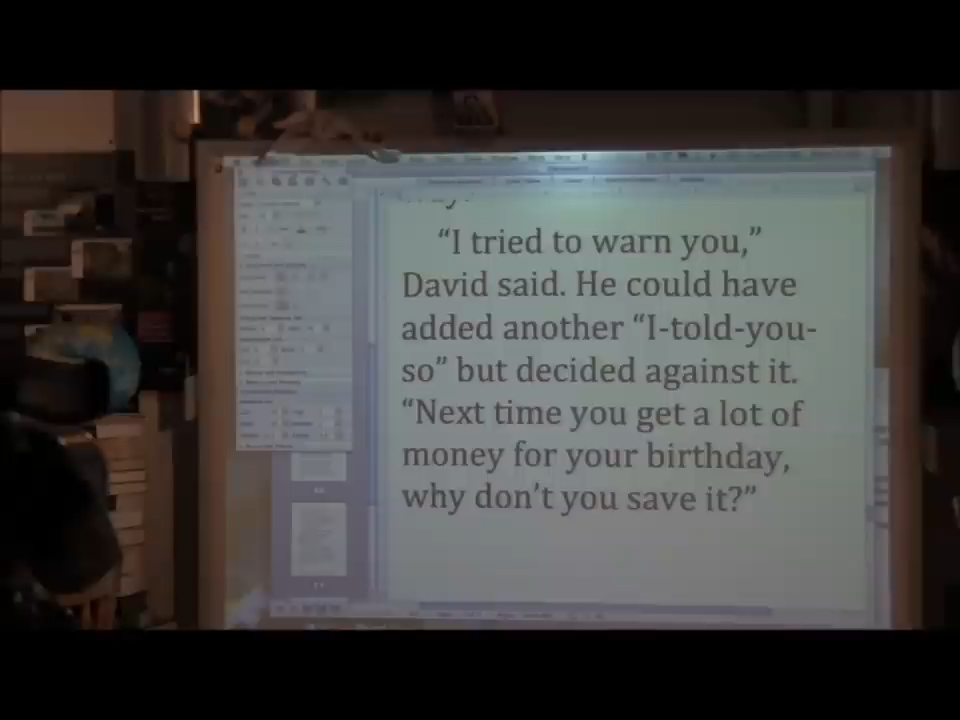 “I tried to warn you,”
David said. He could have
added another “I-told-you-
so” but decided against it.
“Next time you get a lot of
money for your birthday,
why don’t you save it?”